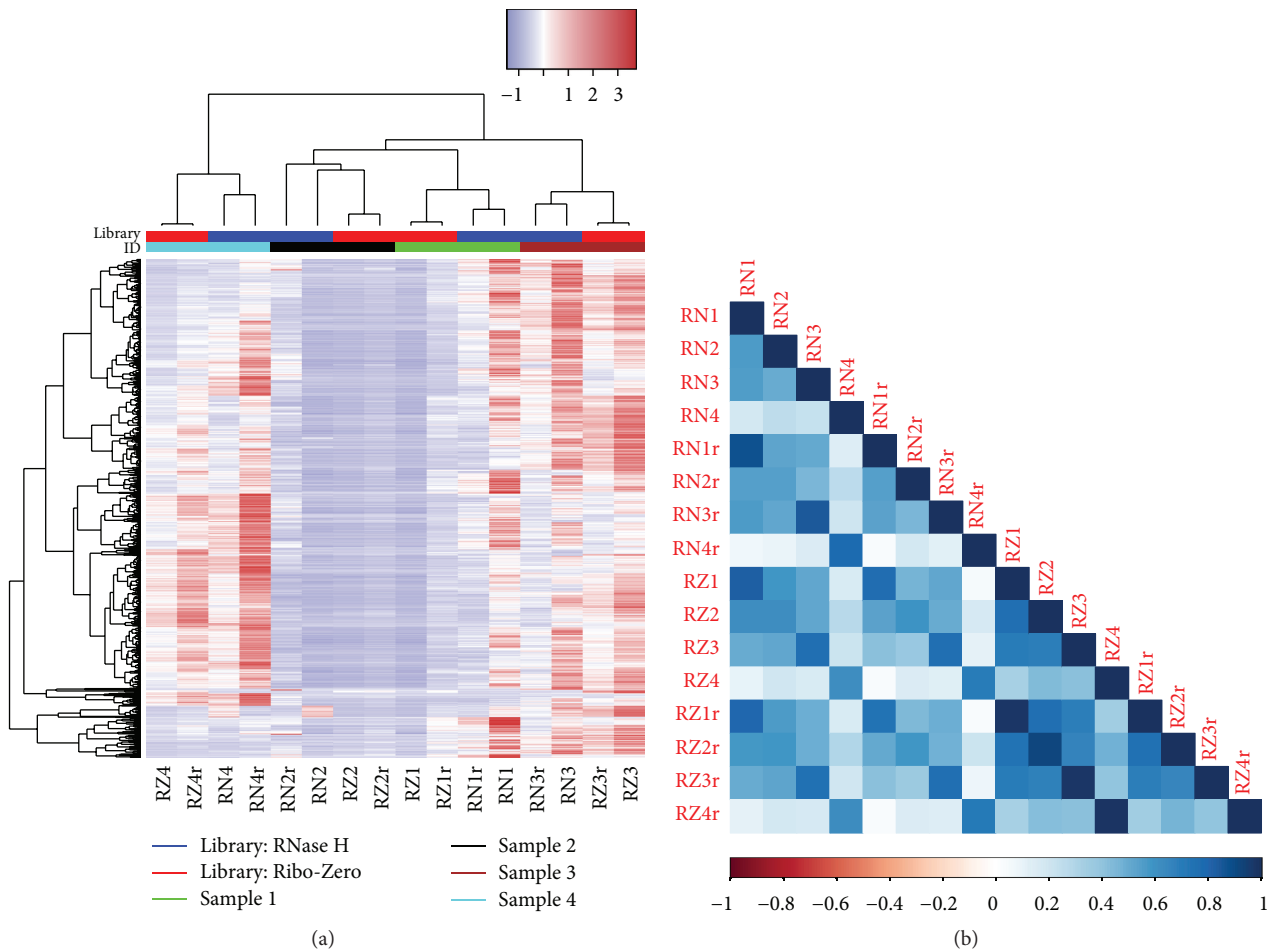 −1 1 2 3
Library
ID
RZ4 RZ4r RN4 RN4r RN2r RN2 RZ2 RZ2r RZ1 RZ1r RN1r RN1 RN3r RN3 RZ3r RZ3
Library: RNase H
Library: Ribo-Zero
Sample 1
Sample 2
Sample 3
Sample 4
(a)
RN1 RN2 RN3 RN4 RN1r RN2r RN3r RN4r RZ1 RZ2 RZ3 RZ4 RZ1r RZ2r RZ3r RZ4r
RN1
RN2
RN3
RN4
RN1r
RN2r
RN3r
RN4r
RZ1
RZ2
RZ3
RZ4
RZ1r
RZ2r
RZ3r
RZ4r
−1 −0.8 −0.6 −0.4 −0.2 0 0.2 0.4 0.6 0.8 1
(b)